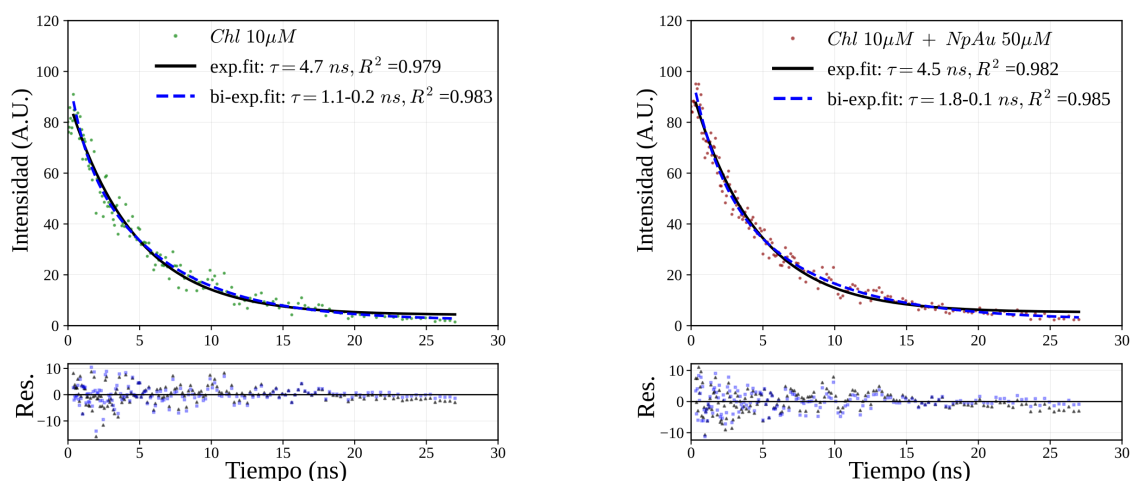 120
100
80
60
40
20
0
Intensidad (A.U.)
Chl 10μM
exp.fit: τ = 4.7 ns, R² =0.979
bi-exp.fit: τ = 1.1-0.2 ns, R² =0.983
0 5 10 15 20 25 30
10
0
−10
Res.
0 5 10 15 20 25 30
Tiempo (ns)
120
100
80
60
40
20
0
Intensidad (A.U.)
Chl 10μM + NpAu 50μM
exp.fit: τ = 4.5 ns, R² =0.982
bi-exp.fit: τ = 1.8-0.1 ns, R² =0.985
0 5 10 15 20 25 30
10
0
−10
Res.
0 5 10 15 20 25 30
Tiempo (ns)